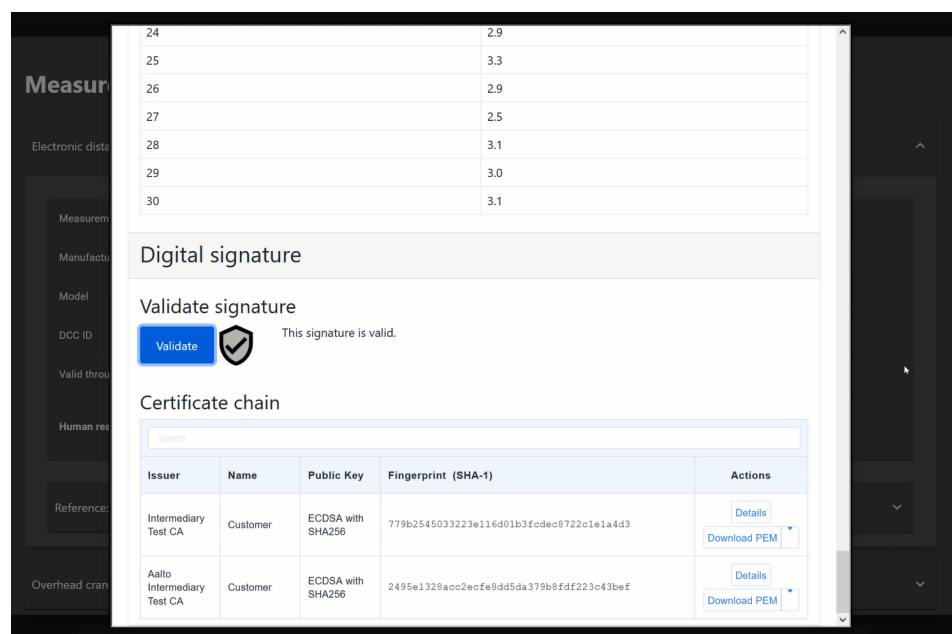 24 2.9
25 3.3
26 2.9
27 2.5
28 3.1
29 3.0
30 3.1
Digital signature
Validate signature
Validate This signature is valid.
Certificate chain
Search
Issuer Name Public Key Fingerprint (SHA-1) Actions
Intermediary Test CA Customer ECDSA with SHA256 779b2545033223e116d01b3fcdec8722c1e1a4d3 Details Download PEM
Aalto Intermediary Test CA Customer ECDSA with SHA256 2495e1328acc2ecfe8dd5da379b8fdf223c43bef Details Download PEM
Measur
Electronic dista
Measurem
Manufactu
Model
DCC ID
Valid throu
Human rea
Reference:
Overhead cran